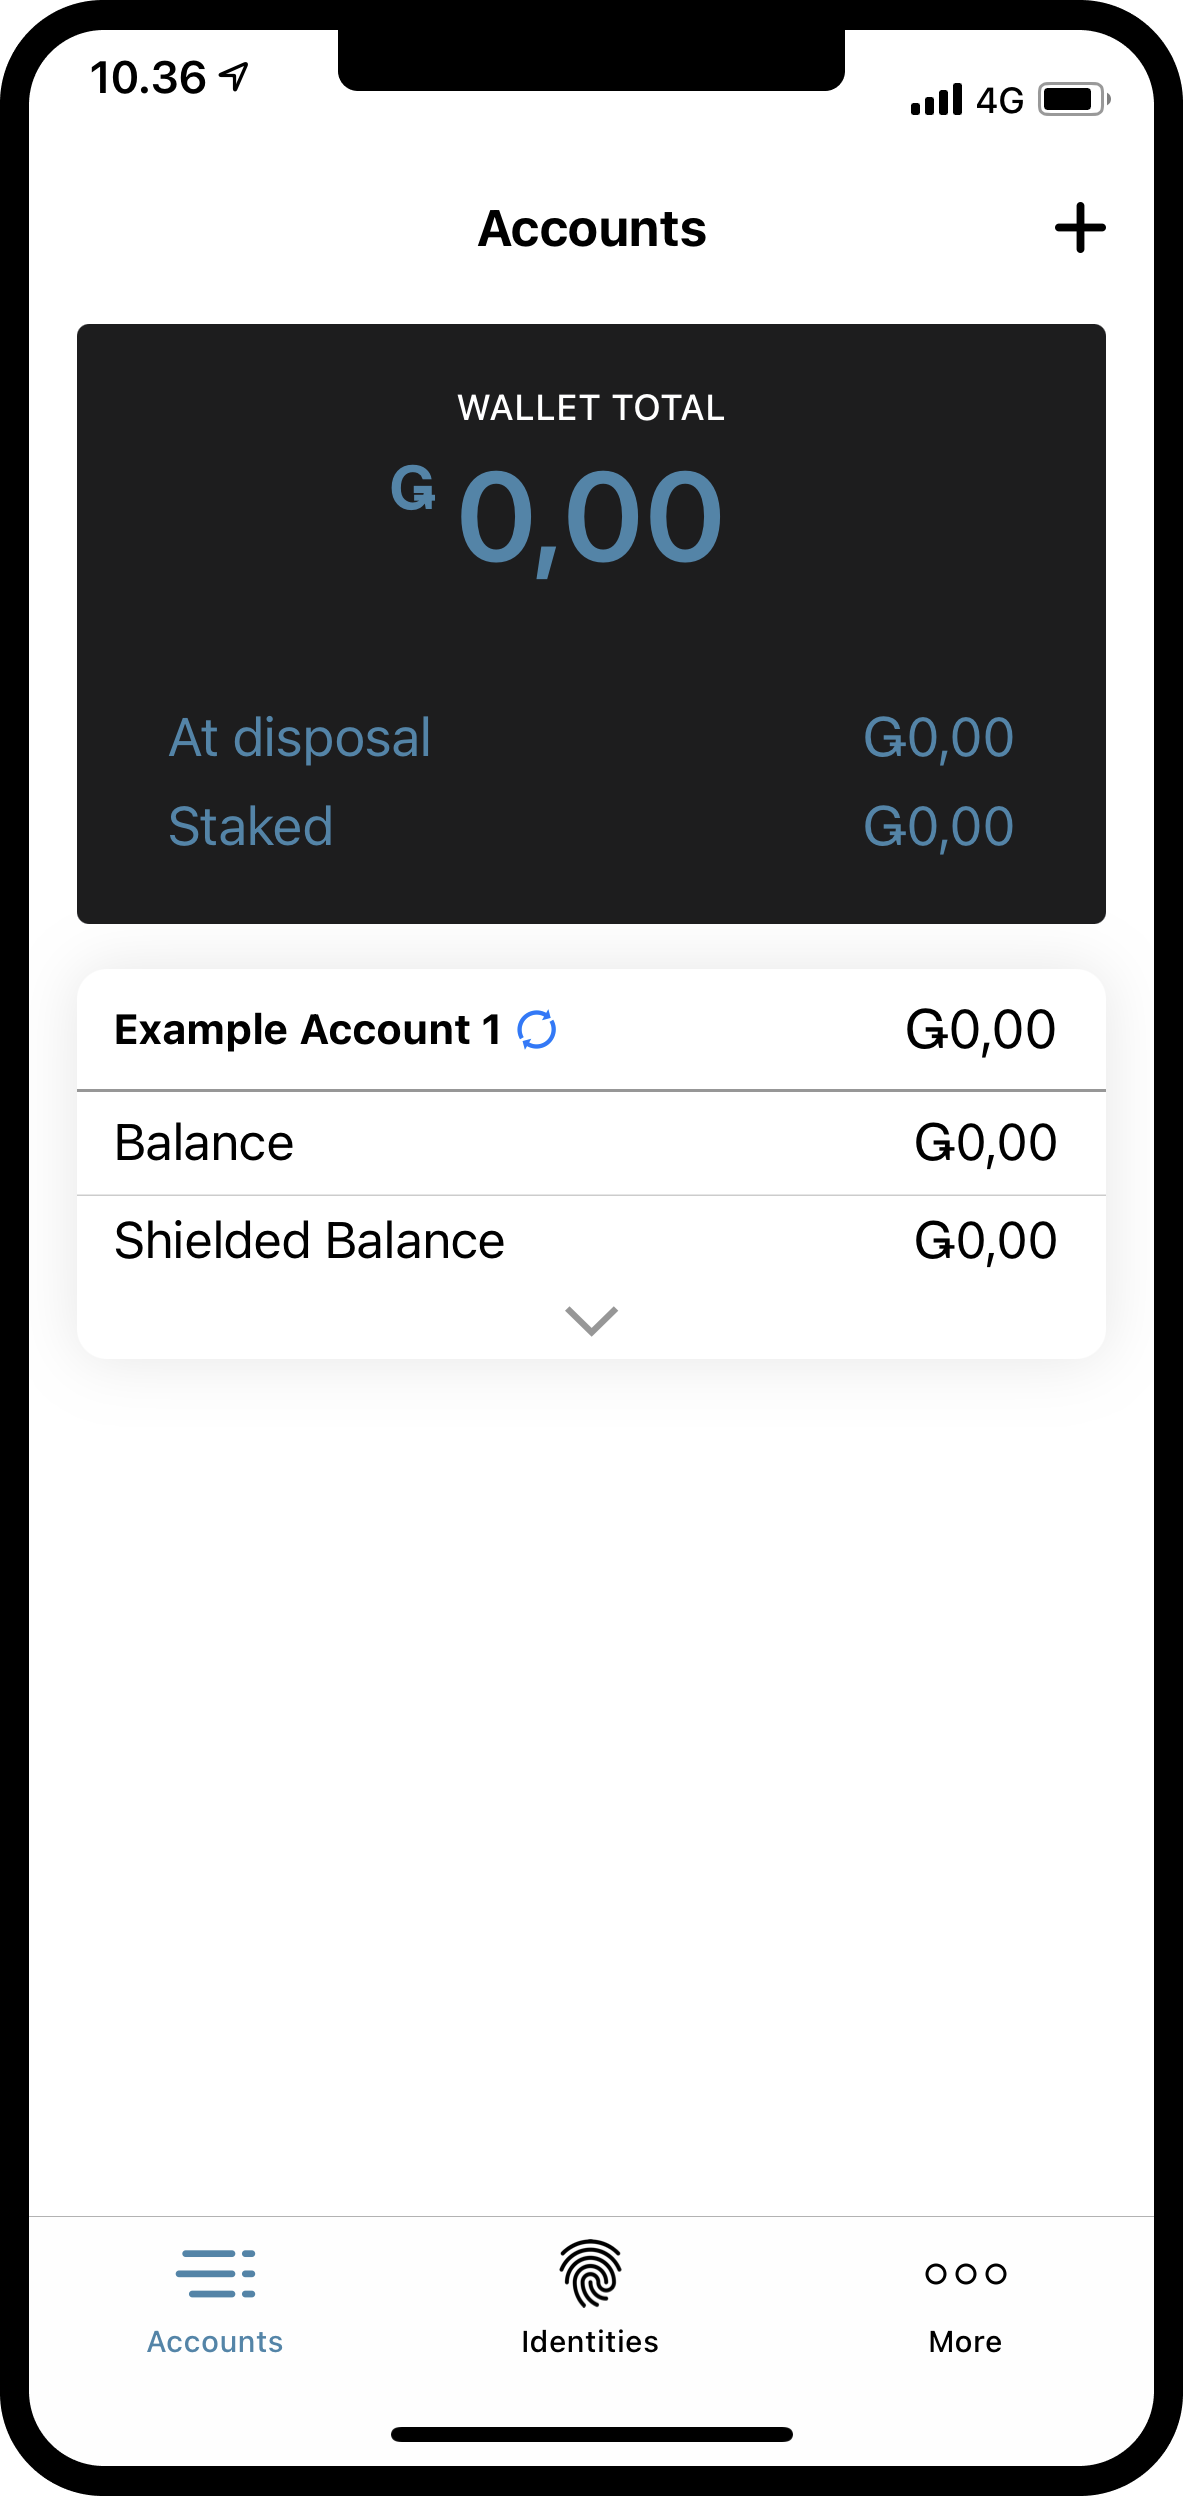 10.36
4G
Accounts
WALLET TOTAL
Ǥ 0,00
At disposal Ǥ0,00
Staked Ǥ0,00
Example Account 1 Ǥ0,00
Balance Ǥ0,00
Shielded Balance Ǥ0,00
Accounts Identities More